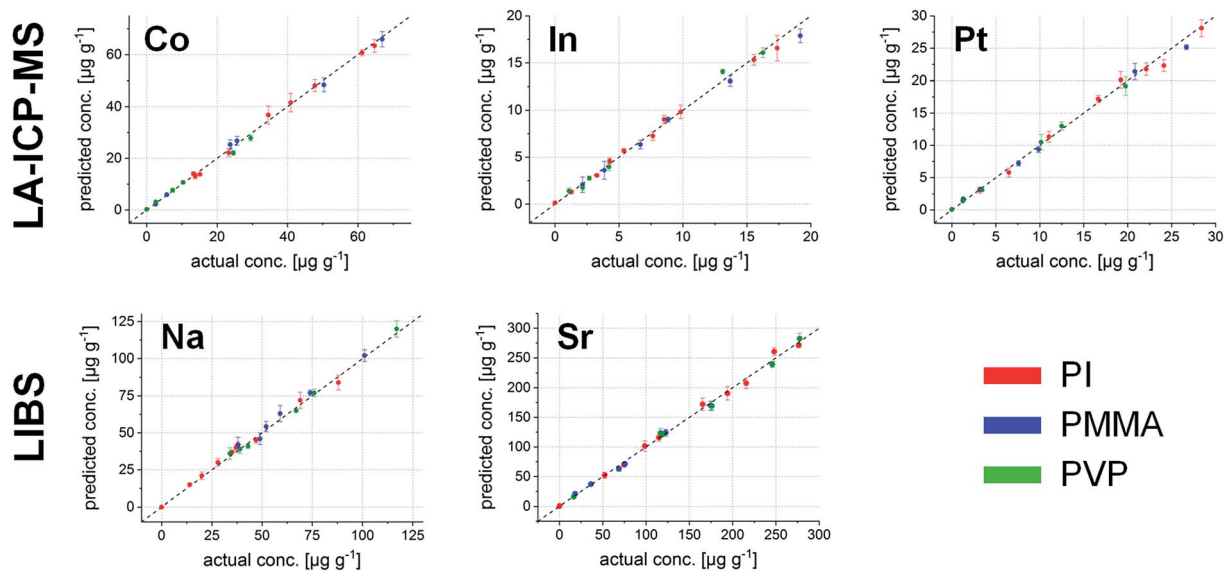 LA-ICP-MS
Co
predicted conc. [µg g⁻¹]
60
40
20
0
0 20 40 60
actual conc. [µg g⁻¹]
In
predicted conc. [µg g⁻¹]
20
15
10
5
0
0 5 10 15 20
actual conc. [µg g⁻¹]
Pt
predicted conc. [µg g⁻¹]
30
25
20
15
10
5
0
0 5 10 15 20 25 30
actual conc. [µg g⁻¹]
LIBS
Na
predicted conc. [µg g⁻¹]
125
100
75
50
25
0
0 25 50 75 100 125
actual conc. [µg g⁻¹]
Sr
predicted conc. [µg g⁻¹]
300
250
200
150
100
50
0
0 50 100 150 200 250 300
actual conc. [µg g⁻¹]
PI
PMMA
PVP